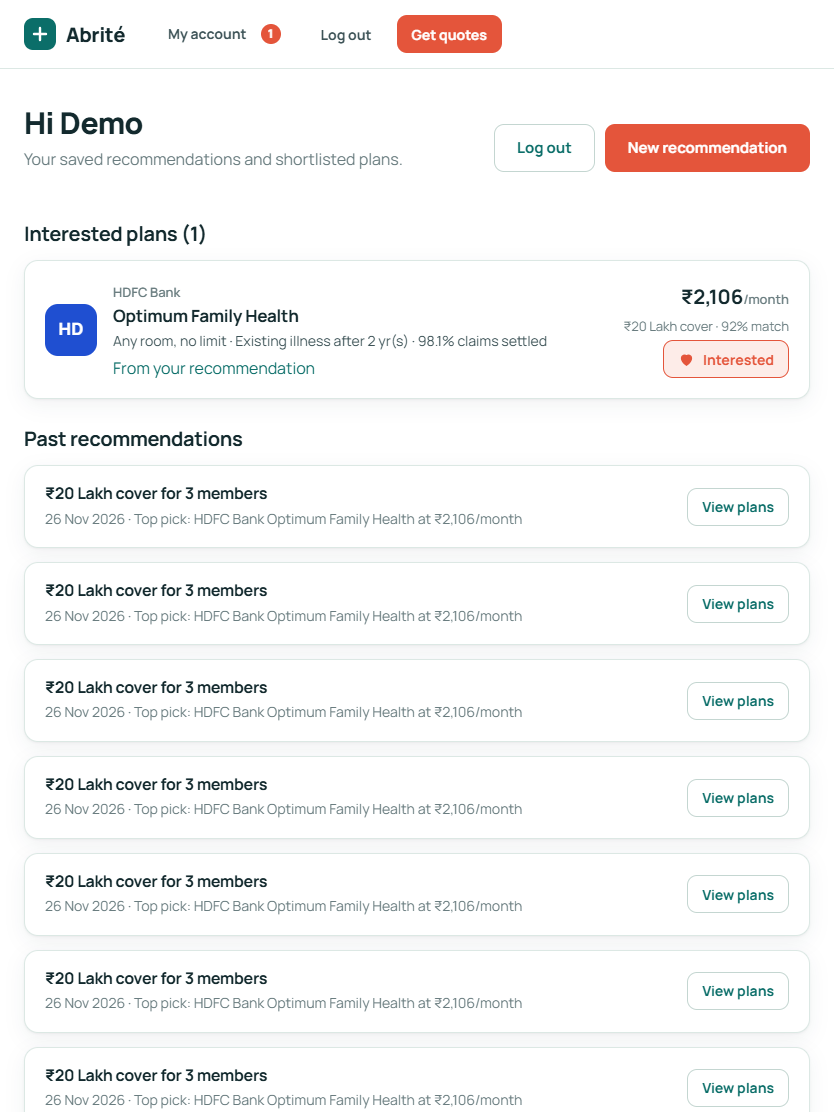 Abrité
My account 1 Log out Get quotes
Hi Demo
Your saved recommendations and shortlisted plans.
Log out New recommendation
Interested plans (1)
HD
HDFC Bank
Optimum Family Health
Any room, no limit · Existing illness after 2 yr(s) · 98.1% claims settled
From your recommendation
₹2,106/month
₹20 Lakh cover · 92% match
Interested
Past recommendations
₹20 Lakh cover for 3 members
26 Nov 2026 · Top pick: HDFC Bank Optimum Family Health at ₹2,106/month
View plans
₹20 Lakh cover for 3 members
26 Nov 2026 · Top pick: HDFC Bank Optimum Family Health at ₹2,106/month
View plans
₹20 Lakh cover for 3 members
26 Nov 2026 · Top pick: HDFC Bank Optimum Family Health at ₹2,106/month
View plans
₹20 Lakh cover for 3 members
26 Nov 2026 · Top pick: HDFC Bank Optimum Family Health at ₹2,106/month
View plans
₹20 Lakh cover for 3 members
26 Nov 2026 · Top pick: HDFC Bank Optimum Family Health at ₹2,106/month
View plans
₹20 Lakh cover for 3 members
26 Nov 2026 · Top pick: HDFC Bank Optimum Family Health at ₹2,106/month
View plans
₹20 Lakh cover for 3 members
26 Nov 2026 · Top pick: HDFC Bank Optimum Family Health at ₹2,106/month
View plans